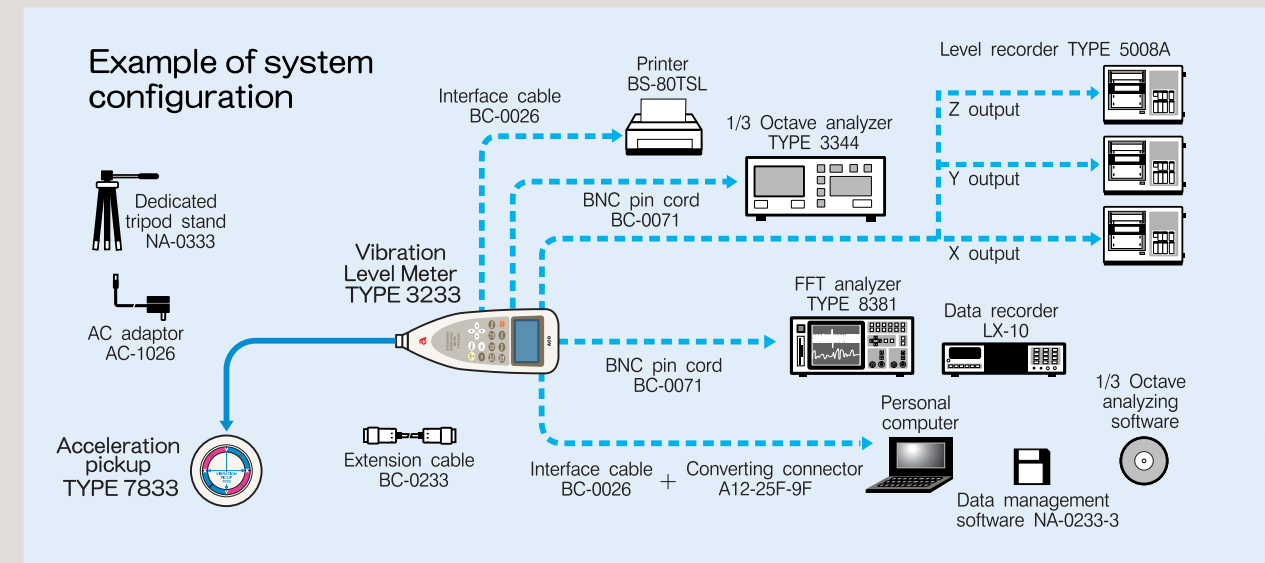 Example of system
configuration
Level recorder TYPE 5008A
Printer
BS-80TSL
Interface cable
BC-0026
Z output
1/3 Octave analyzer
TYPE 3344
Y output
BNC pin cord
BC-0071
Dedicated
tripod stand
NA-0333
X output
Vibration
Level Meter
TYPE 3233
FFT analyzer
TYPE 8381
Data recorder
LX-10
AC adaptor
AC-1026
ACO
BNC pin cord
BC-0071
1/3 Octave
analyzing
software
Personal
computer
Acceleration
pickup
TYPE 7833
VIBRATION
PICKUP
7833
Extension cable
BC-0233
Interface cable
BC-0026
+
Converting connector
A12-25F-9F
Data management
software NA-0233-3